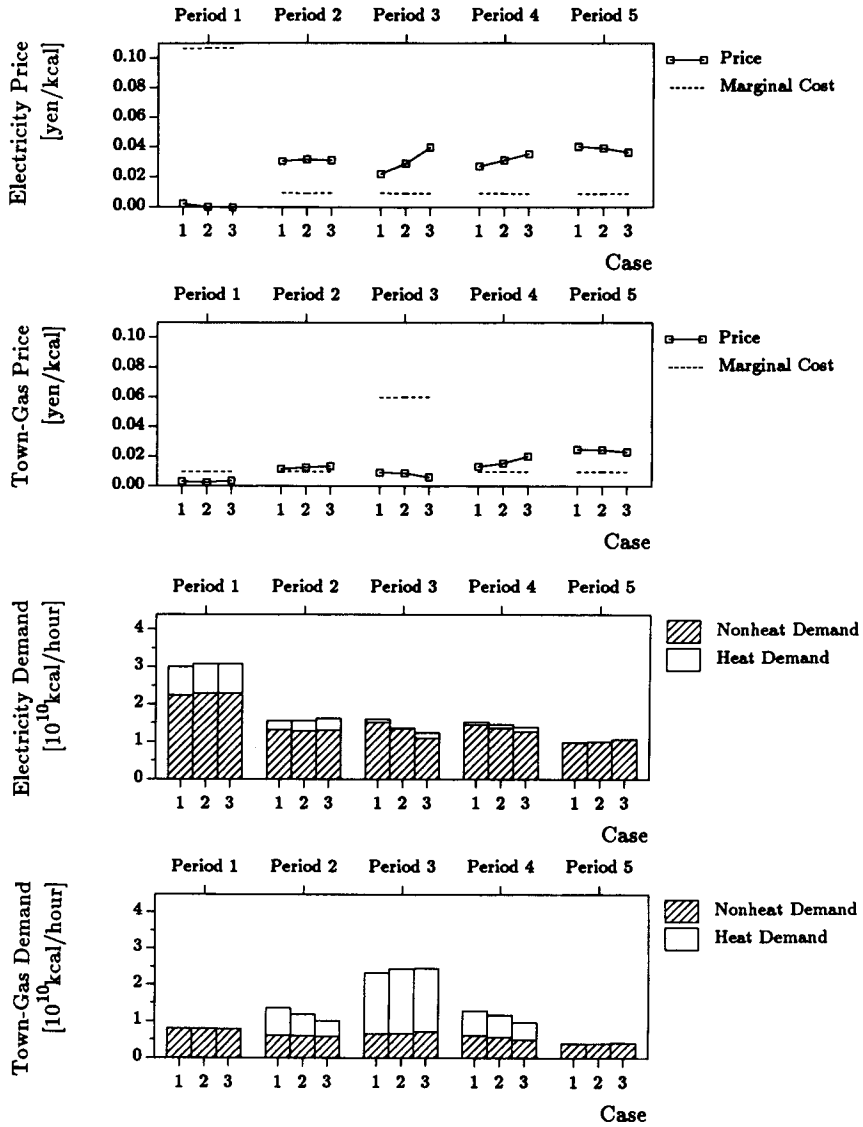 Period 1 Period 2 Period 3 Period 4 Period 5
Electricity Price
[yen/kcal]
0.10
0.08
0.06
0.04
0.02
0.00
Price
Marginal Cost
1 2 3 1 2 3 1 2 3 1 2 3 1 2 3
Case
Period 1 Period 2 Period 3 Period 4 Period 5
Town-Gas Price
[yen/kcal]
0.10
0.08
0.06
0.04
0.02
0.00
Price
Marginal Cost
1 2 3 1 2 3 1 2 3 1 2 3 1 2 3
Case
Period 1 Period 2 Period 3 Period 4 Period 5
Electricity Demand
[10^10kcal/hour]
4
3
2
1
0
Nonheat Demand
Heat Demand
1 2 3 1 2 3 1 2 3 1 2 3 1 2 3
Case
Period 1 Period 2 Period 3 Period 4 Period 5
Town-Gas Demand
[10^10kcal/hour]
4
3
2
1
0
Nonheat Demand
Heat Demand
1 2 3 1 2 3 1 2 3 1 2 3 1 2 3
Case